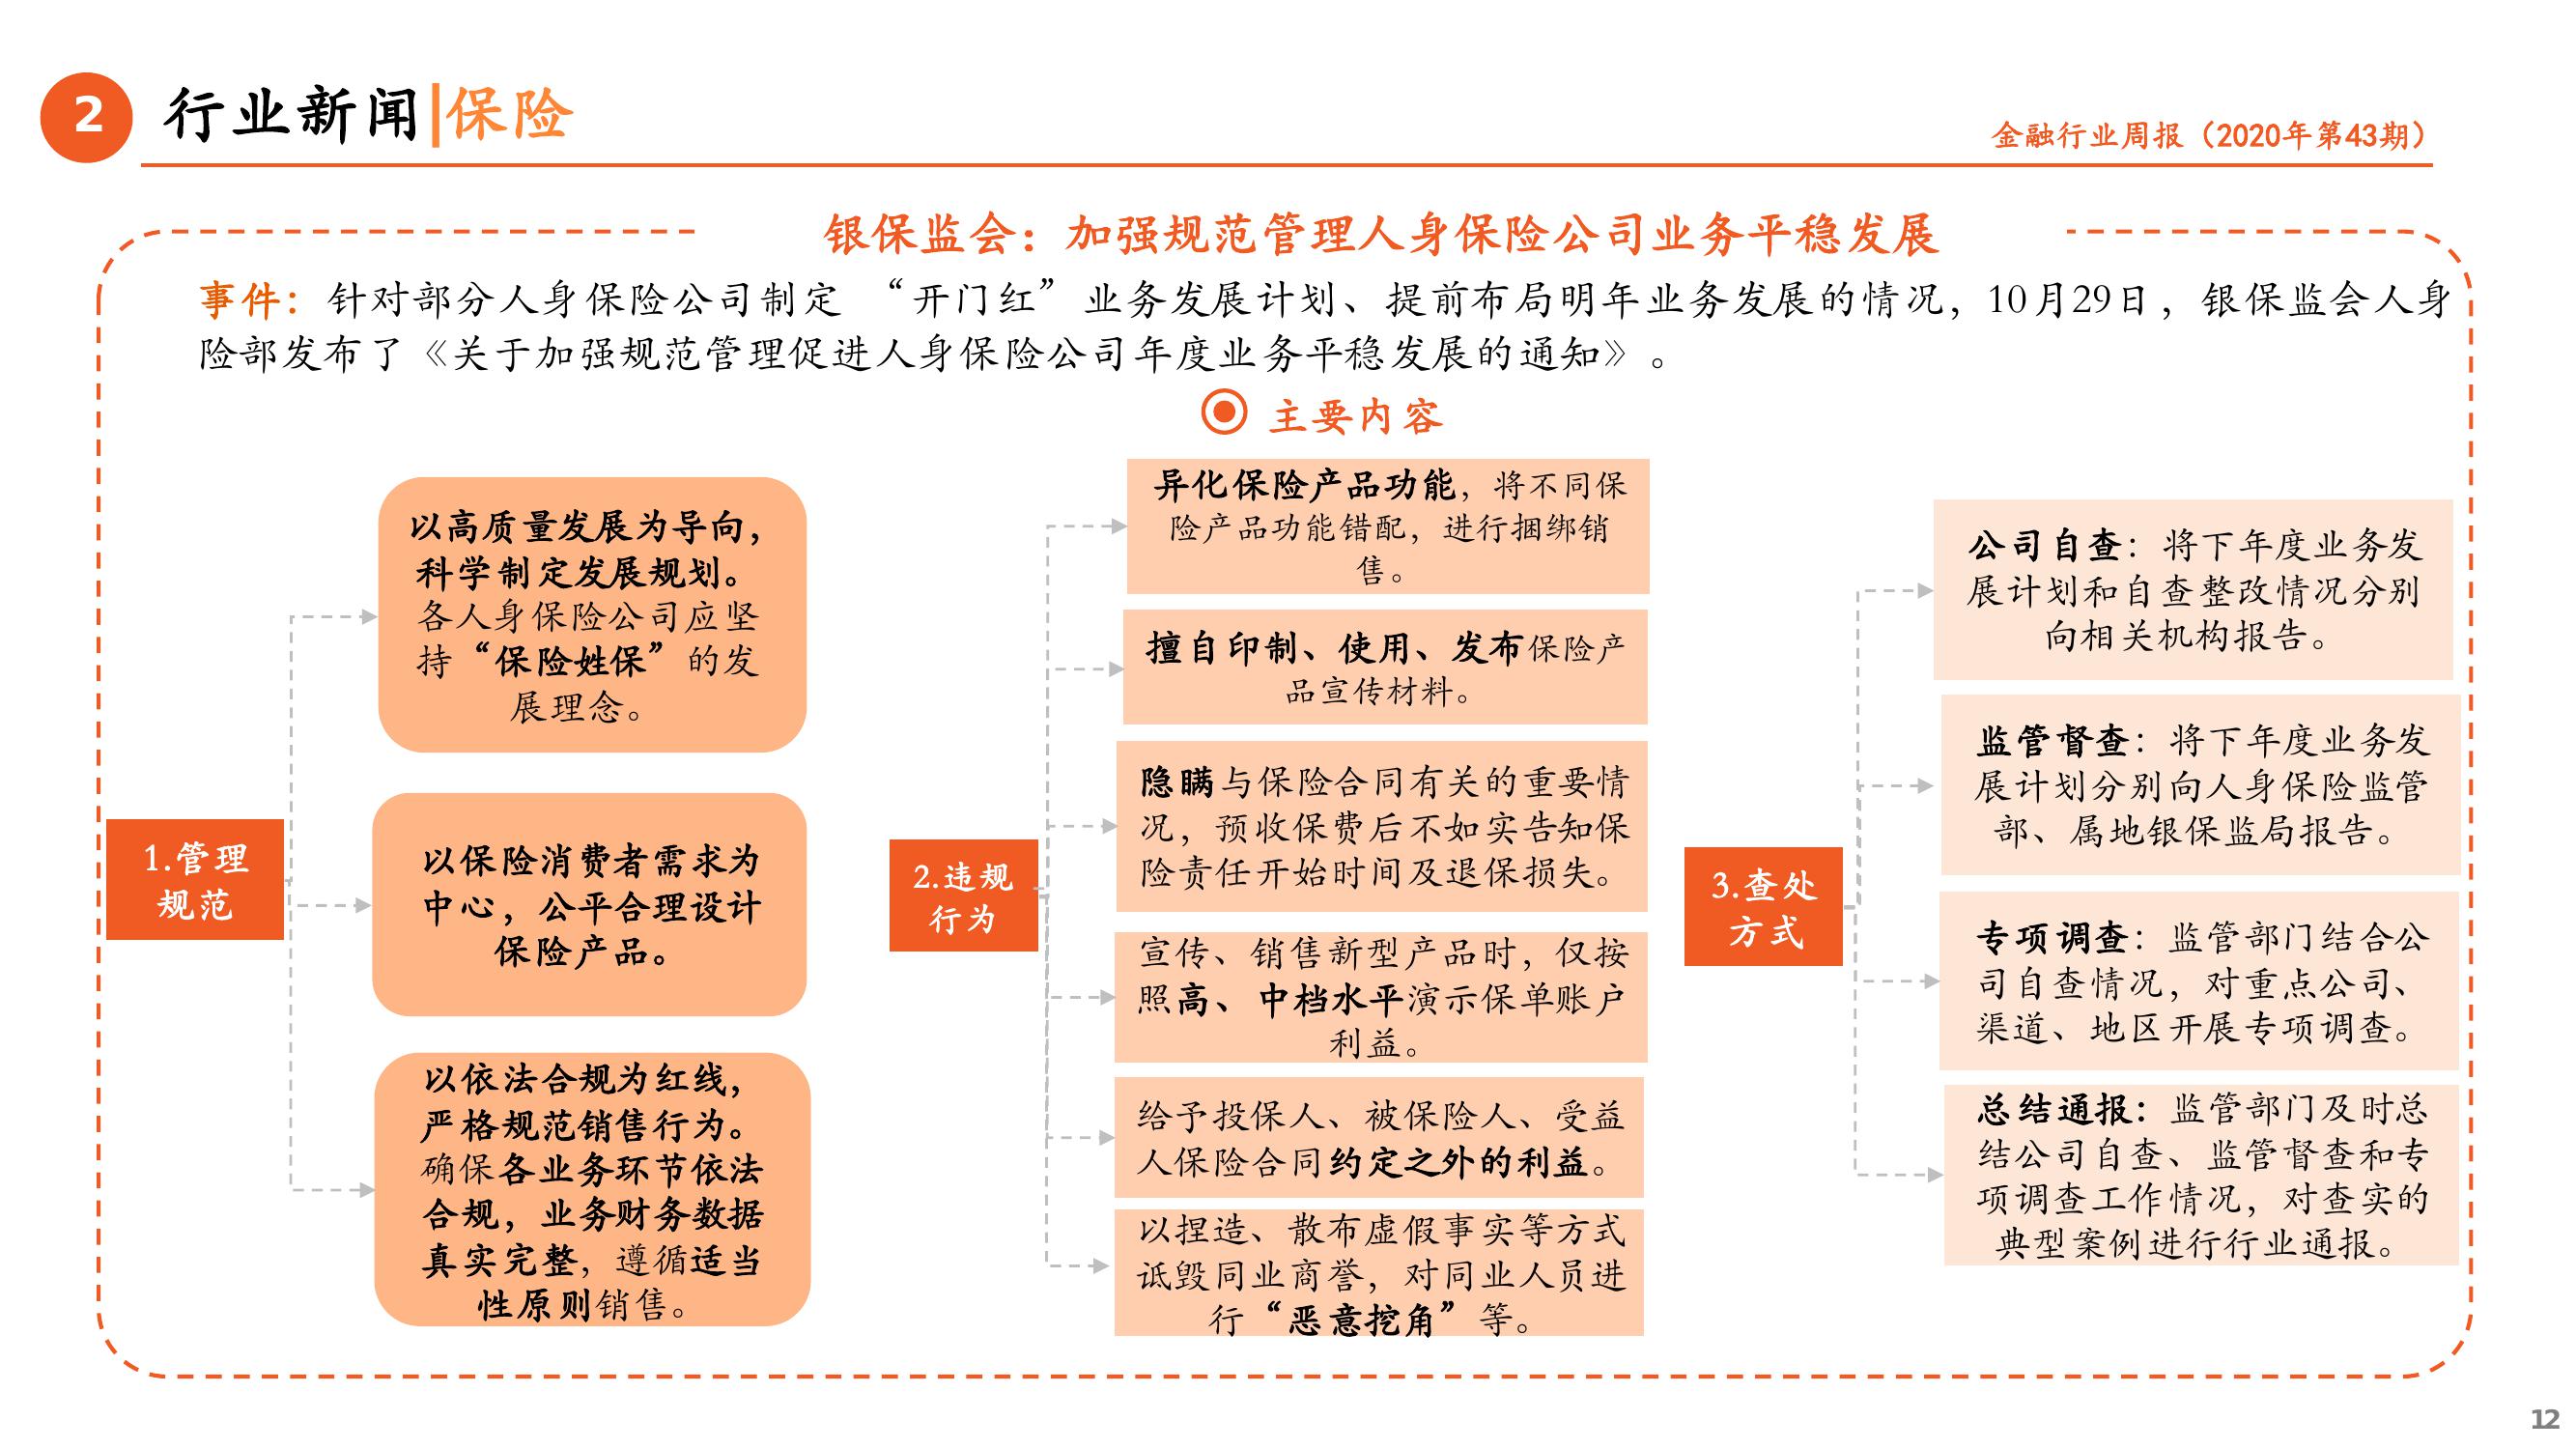 2
行业新闻|保险
金融行业周报（2020年第43期）
银保监会：加强规范管理人身保险公司业务平稳发展
事件：针对部分人身保险公司制定 “开门红”业务发展计划、提前布局明年业务发展的情况，10月29日，银保监会人身
险部发布了《关于加强规范管理促进人身保险公司年度业务平稳发展的通知》。
主要内容
1.管理
规范
以高质量发展为导向，
科学制定发展规划。
各人身保险公司应坚
持“保险姓保”的发
展理念。
以保险消费者需求为
中心，公平合理设计
保险产品。
以依法合规为红线，
严格规范销售行为。
确保各业务环节依法
合规，业务财务数据
真实完整，遵循适当
性原则销售。
2.违规
行为
异化保险产品功能，将不同保
险产品功能错配，进行捆绑销
售。
擅自印制、使用、发布保险产
品宣传材料。
隐瞒与保险合同有关的重要情
况，预收保费后不如实告知保
险责任开始时间及退保损失。
宣传、销售新型产品时，仅按
照高、中档水平演示保单账户
利益。
给予投保人、被保险人、受益
人保险合同约定之外的利益。
以捏造、散布虚假事实等方式
诋毁同业商誉，对同业人员进
行“恶意挖角”等。
3.查处
方式
公司自查：将下年度业务发
展计划和自查整改情况分别
向相关机构报告。
监管督查：将下年度业务发
展计划分别向人身保险监管
部、属地银保监局报告。
专项调查：监管部门结合公
司自查情况，对重点公司、
渠道、地区开展专项调查。
总结通报：监管部门及时总
结公司自查、监管督查和专
项调查工作情况，对查实的
典型案例进行行业通报。
12